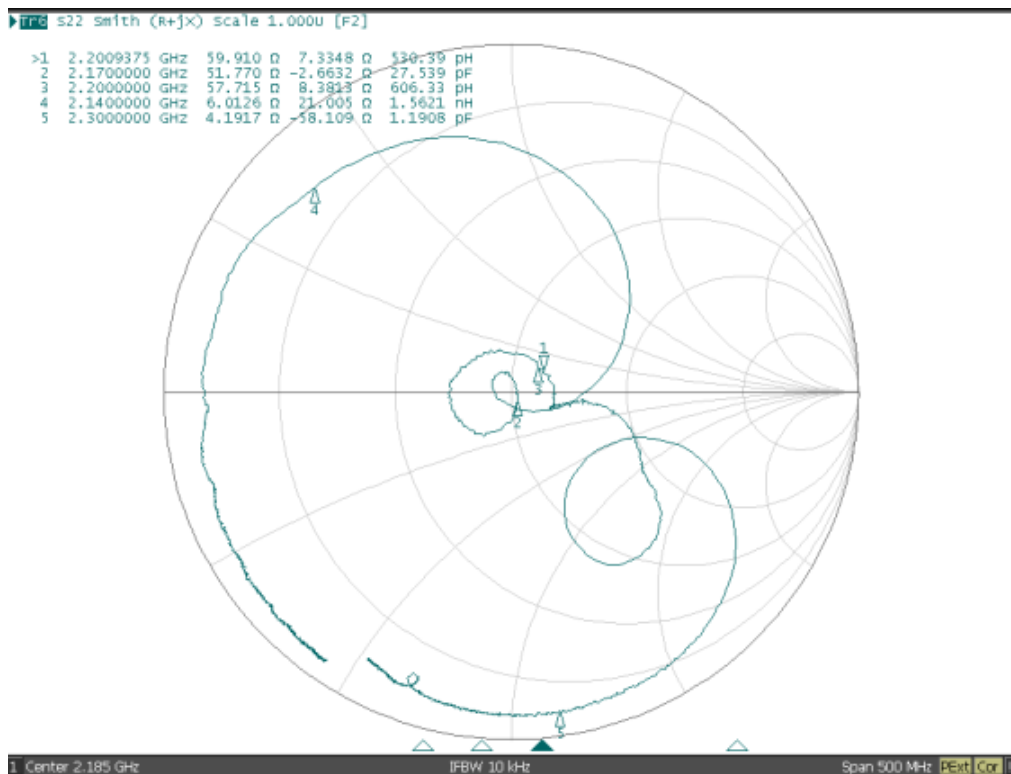 Tr6 S22 Smith (R+jX) Scale 1.000U [F2]
>1 2.2009375 GHz 59.910 Ω 7.3348 Ω 530.39 pH
2 2.1700000 GHz 51.770 Ω -2.6632 Ω 27.539 pF
3 2.2000000 GHz 57.715 Ω 8.3813 Ω 606.33 pH
4 2.1400000 GHz 6.0126 Ω 21.005 Ω 1.5621 nH
5 2.3000000 GHz 4.1917 Ω -58.109 Ω 1.1908 pF
4
1
3
2
5
1 Center 2.185 GHz IFBW 10 kHz Span 500 MHz PExt Cor